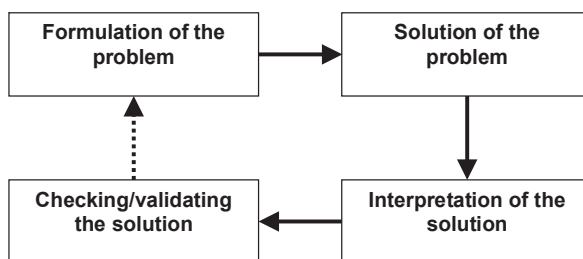 Formulation of the
problem
Solution of the
problem
Checking/validating
the solution
Interpretation of the
solution